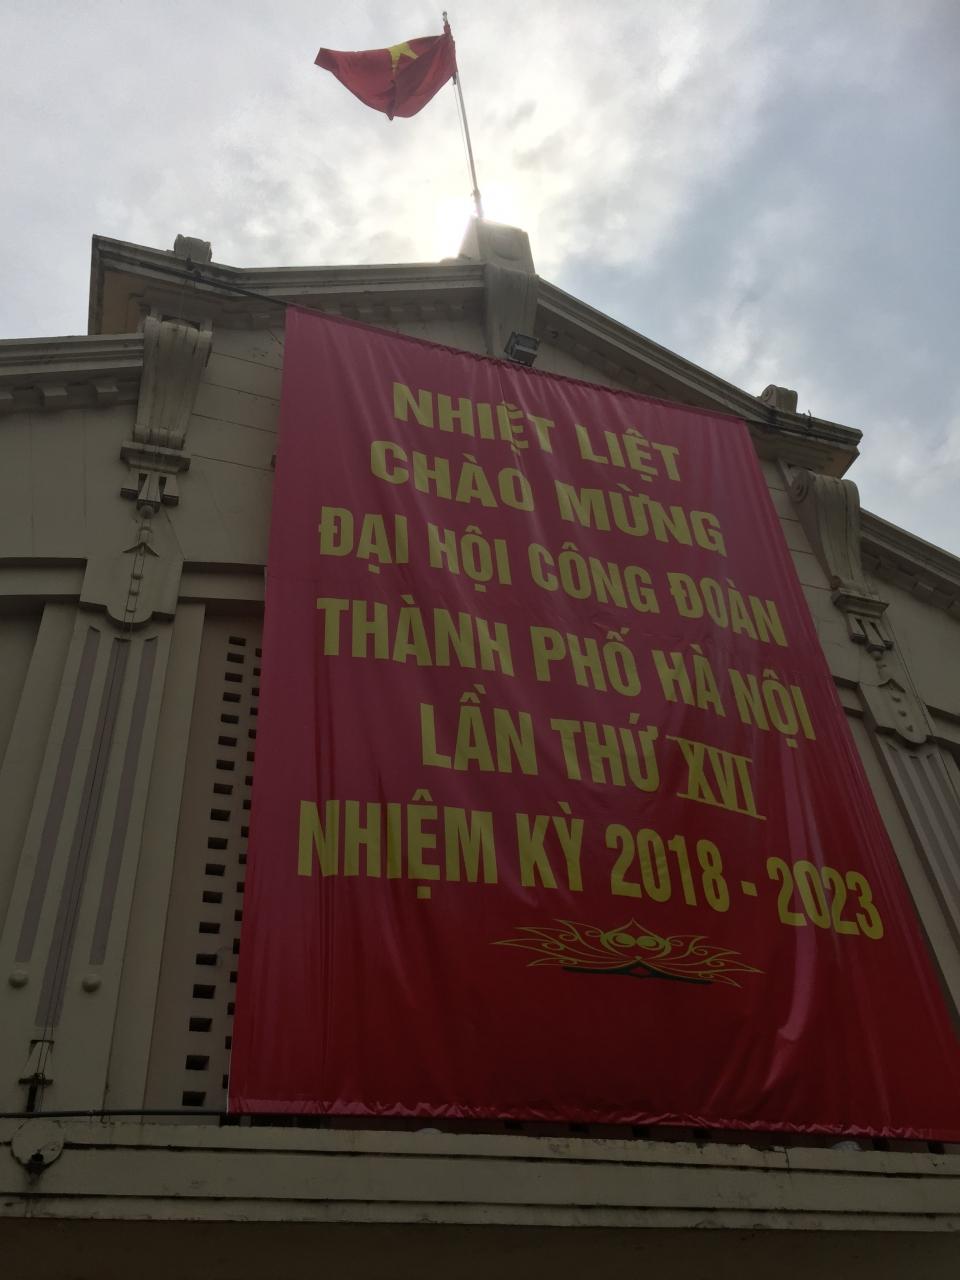 NHIỆT LIỆT
CHÀO MỪNG
ĐẠI HỘI CÔNG ĐOÀN
THÀNH PHỐ HÀ NỘI
LẦN THỨ XVI
NHIỆM KỲ 2018 - 2023